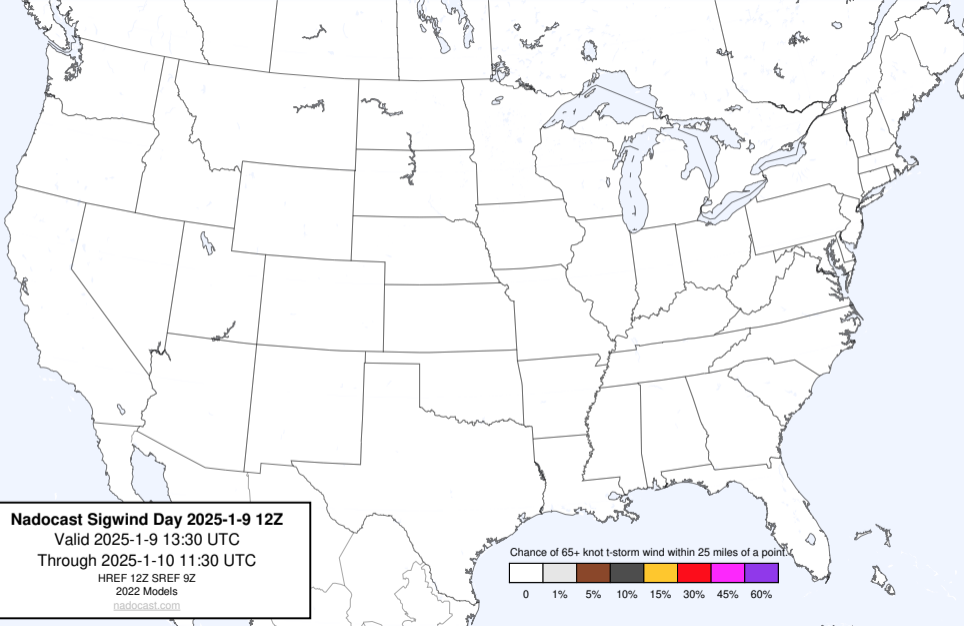 Nadocast Sigwind Day 2025-1-9 12Z
Valid 2025-1-9 13:30 UTC
Through 2025-1-10 11:30 UTC
HREF 12Z SREF 9Z
2022 Models
nadocast.com
Chance of 65+ knot t-storm wind within 25 miles of a point.
0 1% 5% 10% 15% 30% 45% 60%